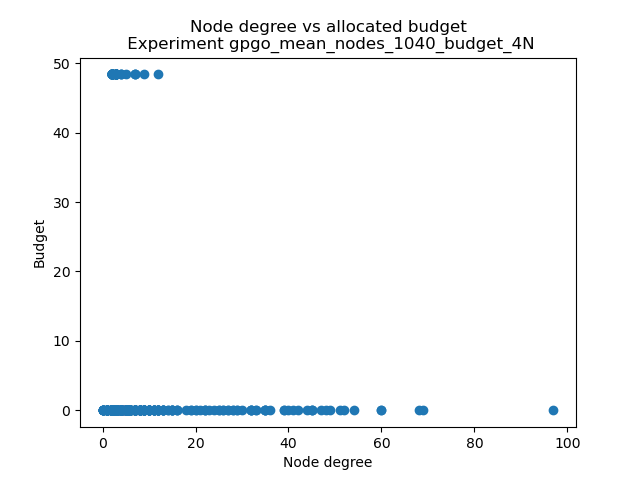 Node degree vs allocated budget
Experiment gpgo_mean_nodes_1040_budget_4N
50
40
30
20
10
0
Budget
0 20 40 60 80 100
Node degree